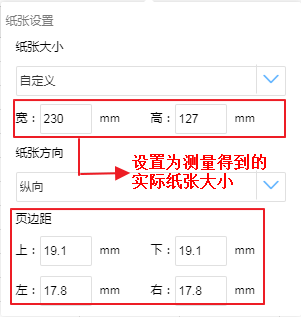 纸张设置
纸张大小
自定义
宽：230 mm 高：127 mm
纸张方向
设置为测量得到的
实际纸张大小
纵向
页边距
上：19.1 mm 下：19.1 mm
左：17.8 mm 右：17.8 mm